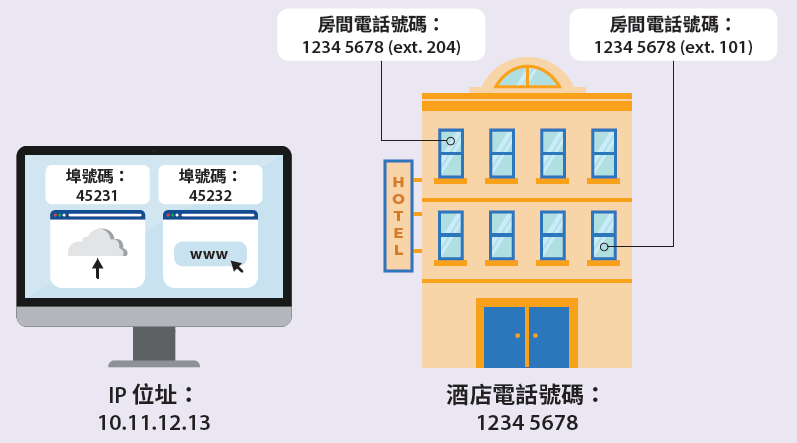 房間電話號碼：
1234 5678 (ext. 204)
房間電話號碼：
1234 5678 (ext. 101)
埠號碼：
45231
埠號碼：
45232
www
HOTEL
IP 位址：
10.11.12.13
酒店電話號碼：
1234 5678